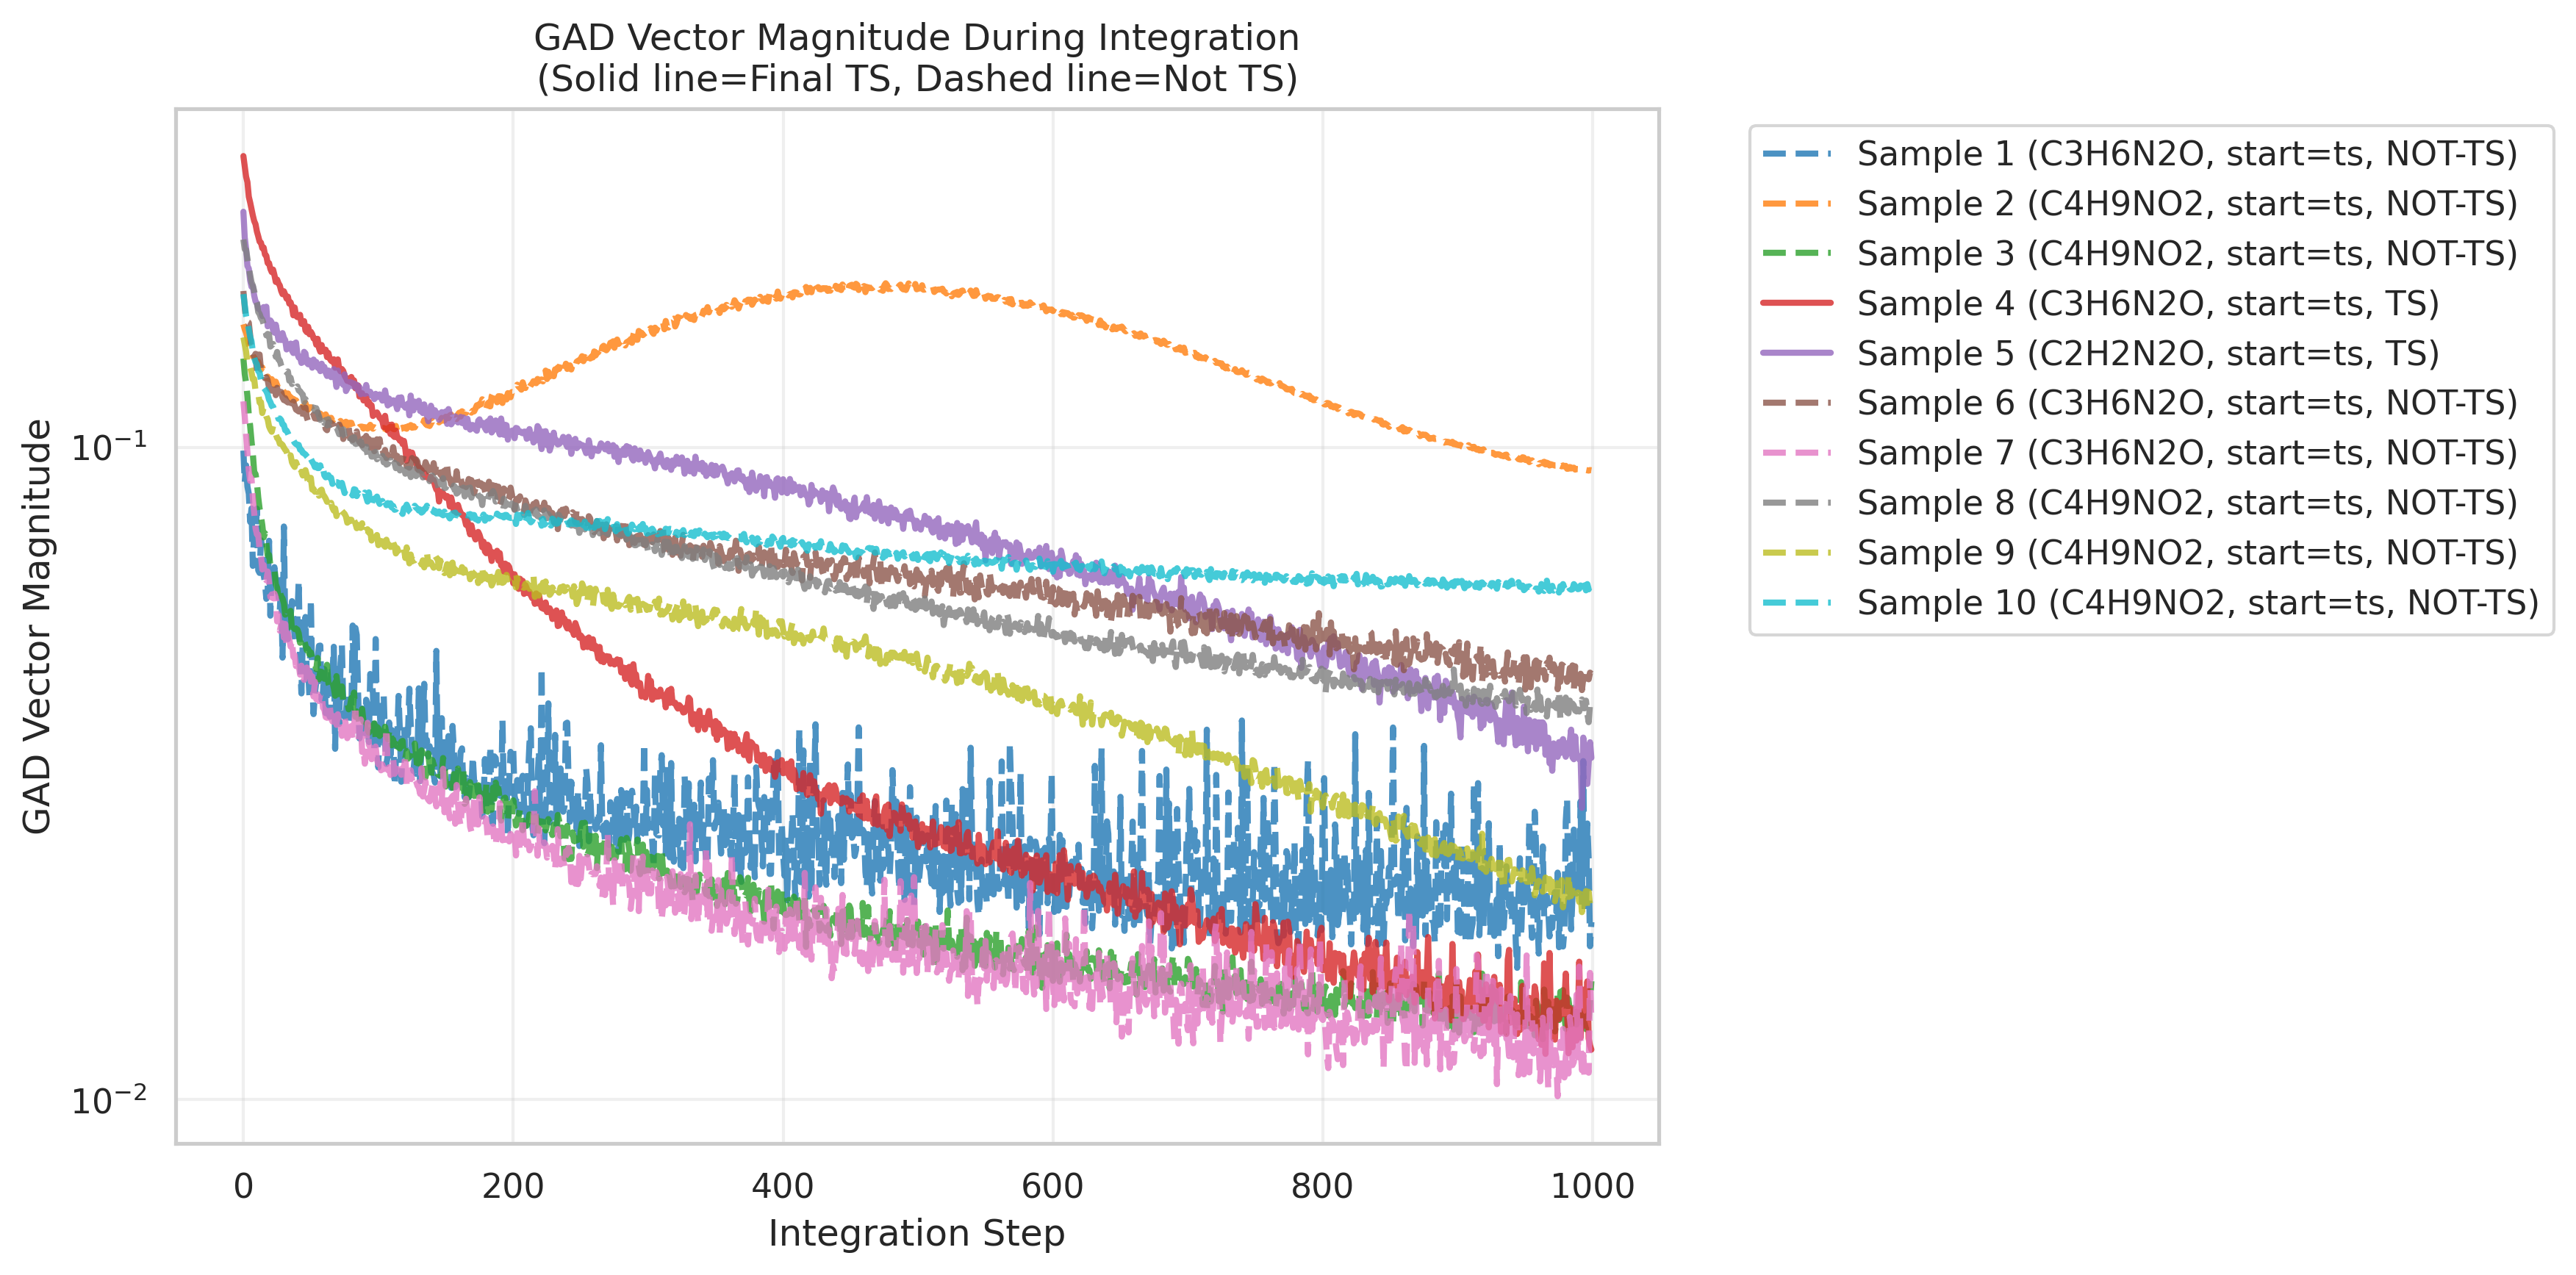 GAD Vector Magnitude During Integration
(Solid line=Final TS, Dashed line=Not TS)
GAD Vector Magnitude
10⁻¹
10⁻²
0 200 400 600 800 1000
Integration Step
Sample 1 (C3H6N2O, start=ts, NOT-TS)
Sample 2 (C4H9NO2, start=ts, NOT-TS)
Sample 3 (C4H9NO2, start=ts, NOT-TS)
Sample 4 (C3H6N2O, start=ts, TS)
Sample 5 (C2H2N2O, start=ts, TS)
Sample 6 (C3H6N2O, start=ts, NOT-TS)
Sample 7 (C3H6N2O, start=ts, NOT-TS)
Sample 8 (C4H9NO2, start=ts, NOT-TS)
Sample 9 (C4H9NO2, start=ts, NOT-TS)
Sample 10 (C4H9NO2, start=ts, NOT-TS)